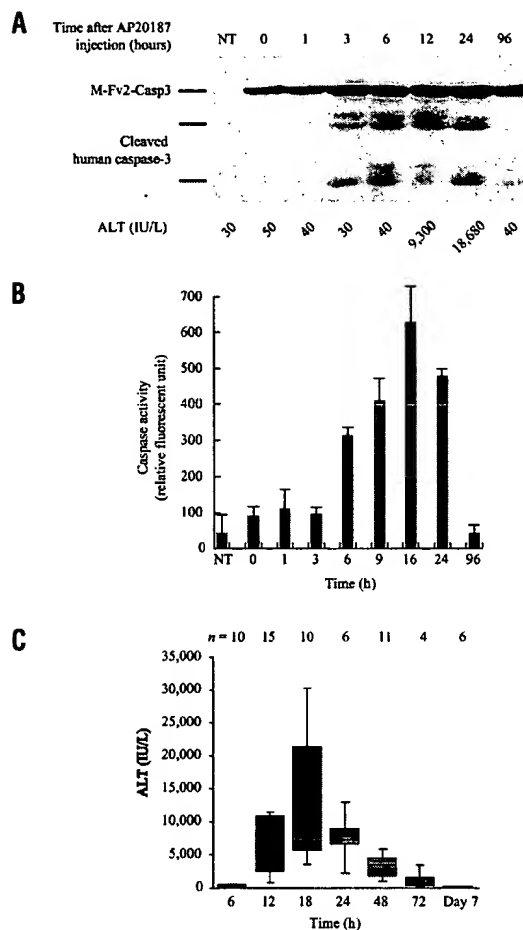 A
Time after AP20187 NT 0 1 3 6 12 24 96
injection (hours)
M-Fv2-Casp3
Cleaved
human caspase-3
ALT (IU/L) 30 50 40 30 40 9,300 18,680 40
B
700
600
500
400
300
200
100
0
Caspase activity
(relative fluorescent unit)
NT 0 1 3 6 9 16 24 96
Time (h)
C
n = 10 15 10 6 11 4 6
35,000
30,000
25,000
20,000
15,000
10,000
5,000
0
ALT (IU/L)
6 12 18 24 48 72 Day 7
Time (h)